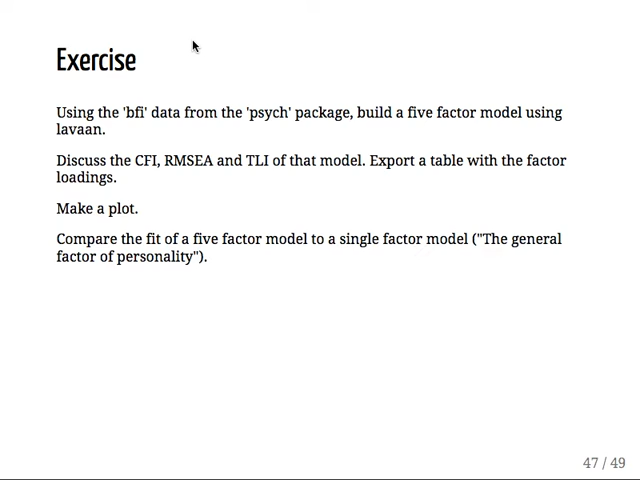 Exercise
Using the 'bfi' data from the 'psych' package, build a five factor model using
lavaan.
Discuss the CFI, RMSEA and TLI of that model. Export a table with the factor
loadings.
Make a plot.
Compare the fit of a five factor model to a single factor model ("The general
factor of personality").
47 / 49